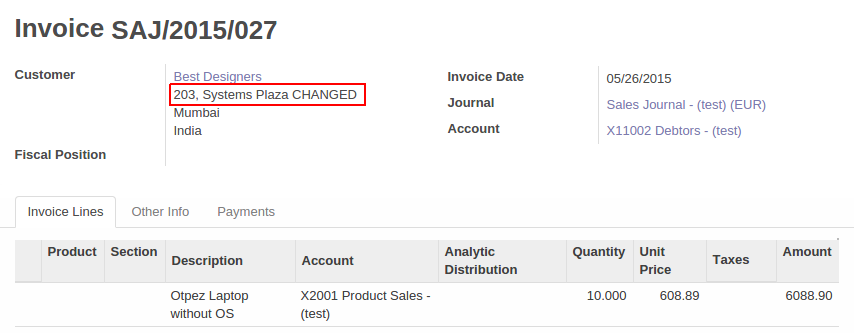 Invoice SAJ/2015/027
Customer
Best Designers
203, Systems Plaza CHANGED
Mumbai
India
Fiscal Position
Invoice Date 05/26/2015
Journal Sales Journal - (test) (EUR)
Account X11002 Debtors - (test)
Invoice Lines Other Info Payments
Product Section Description Account Analytic Distribution Quantity Unit Price Taxes Amount
Otpez Laptop without OS X2001 Product Sales - (test) 10.000 608.89 6088.90